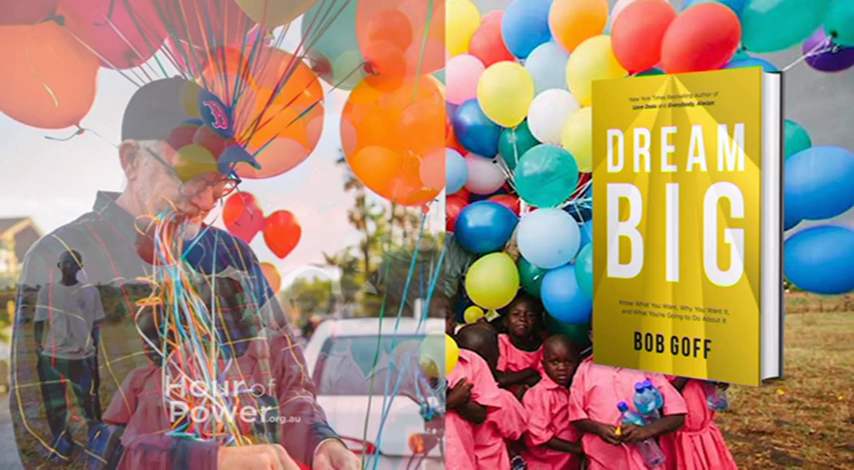 Hour of
Power.org.au
New York Times Bestselling author of
Love Does and Everybody, Always
DREAM
BIG
Know What You Want, Why You Want It,
and What You're Going to Do About It
BOB GOFF
B